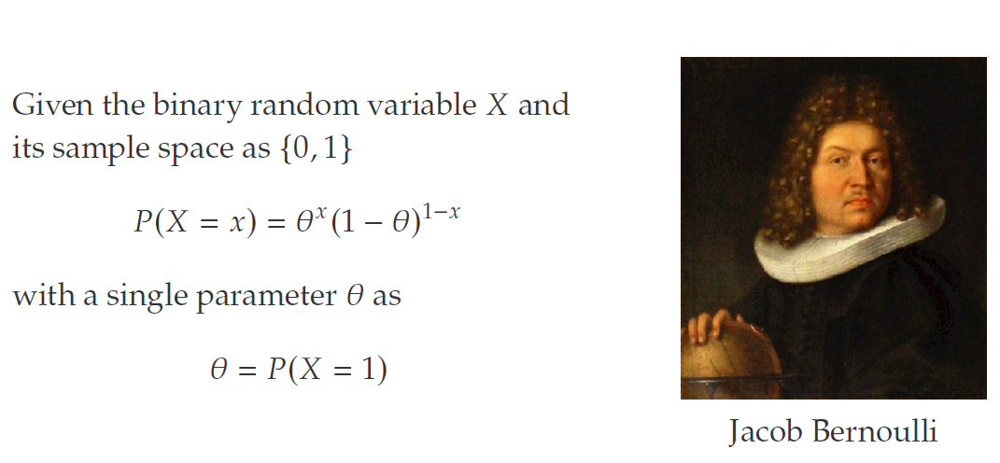 Given the binary random variable X and
its sample space as {0, 1}
P(X = x) = θˣ(1 − θ)¹⁻ˣ
with a single parameter θ as
θ = P(X = 1)
Jacob Bernoulli